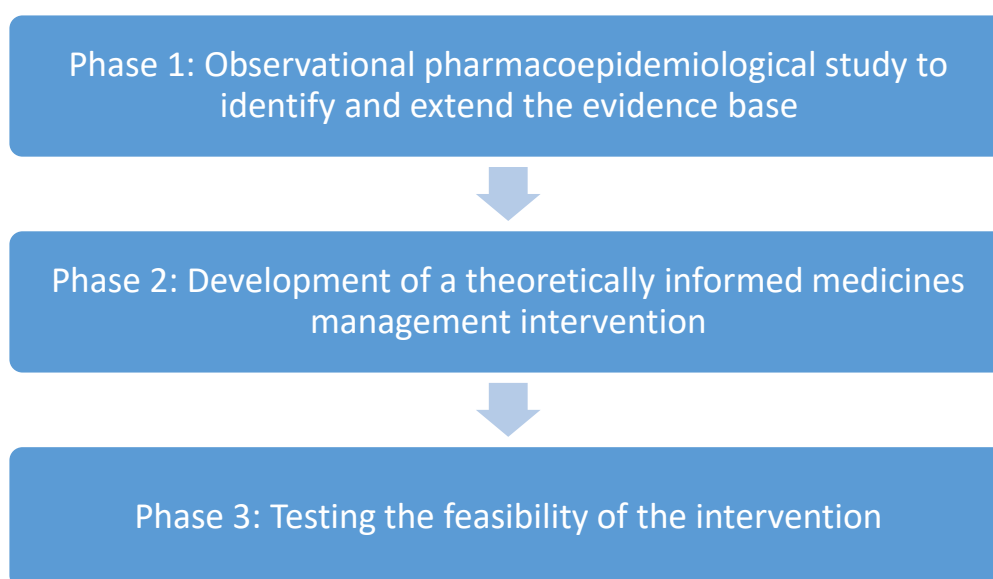 Phase 1: Observational pharmacoepidemiological study to
identify and extend the evidence base
Phase 2: Development of a theoretically informed medicines
management intervention
Phase 3: Testing the feasibility of the intervention